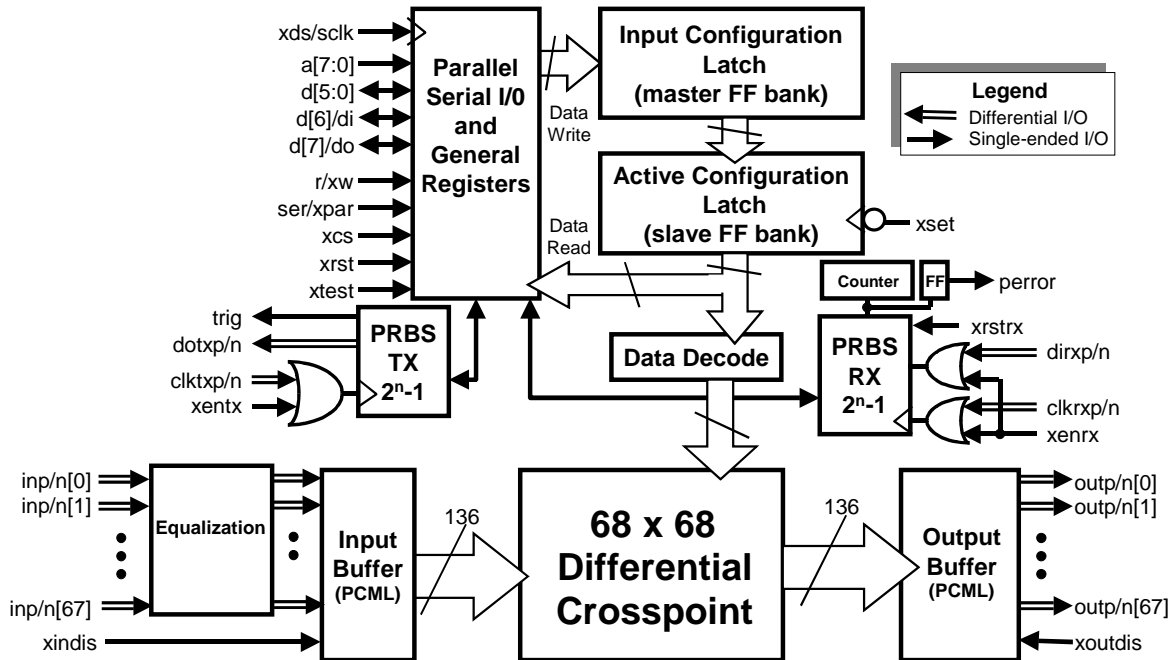 xds/sclk
a[7:0]
d[5:0]
d[6]/di
d[7]/do
r/xw
ser/xpar
xcs
xrst
xtest
Parallel
Serial I/0
and
General
Registers
Data
Write
Data
Read
Input Configuration
Latch
(master FF bank)
Active Configuration
Latch
(slave FF bank)
xset
Legend
Differential I/O
Single-ended I/O
Counter
FF
perror
trig
dotxp/n
clktxp/n
xentx
PRBS
TX
2ⁿ-1
Data Decode
PRBS
RX
2ⁿ-1
xrstrx
dirxp/n
clkrxp/n
xenrx
inp/n[0]
inp/n[1]
inp/n[67]
xindis
Equalization
Input
Buffer
(PCML)
136
68 x 68
Differential
Crosspoint
136
Output
Buffer
(PCML)
outp/n[0]
outp/n[1]
outp/n[67]
xoutdis